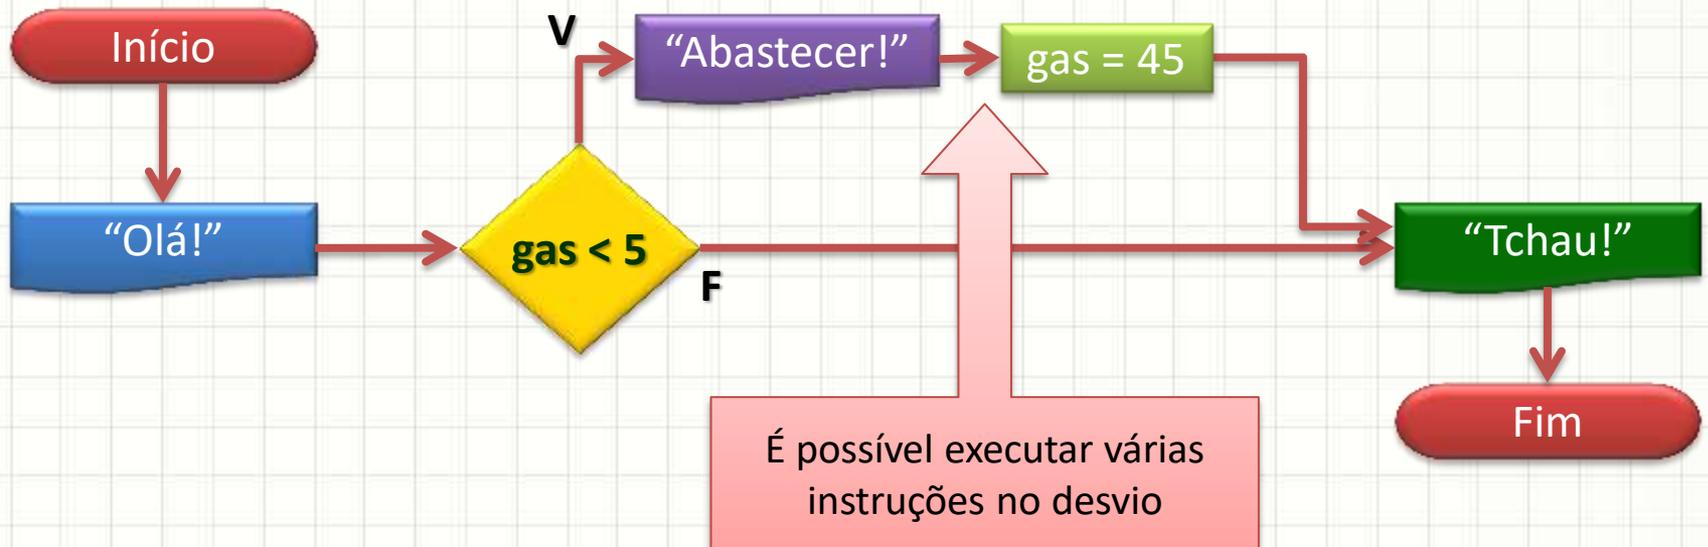 Início
V
“Abastecer!”
gas = 45
“Olá!”
gas < 5
F
“Tchau!”
Fim
É possível executar várias
instruções no desvio